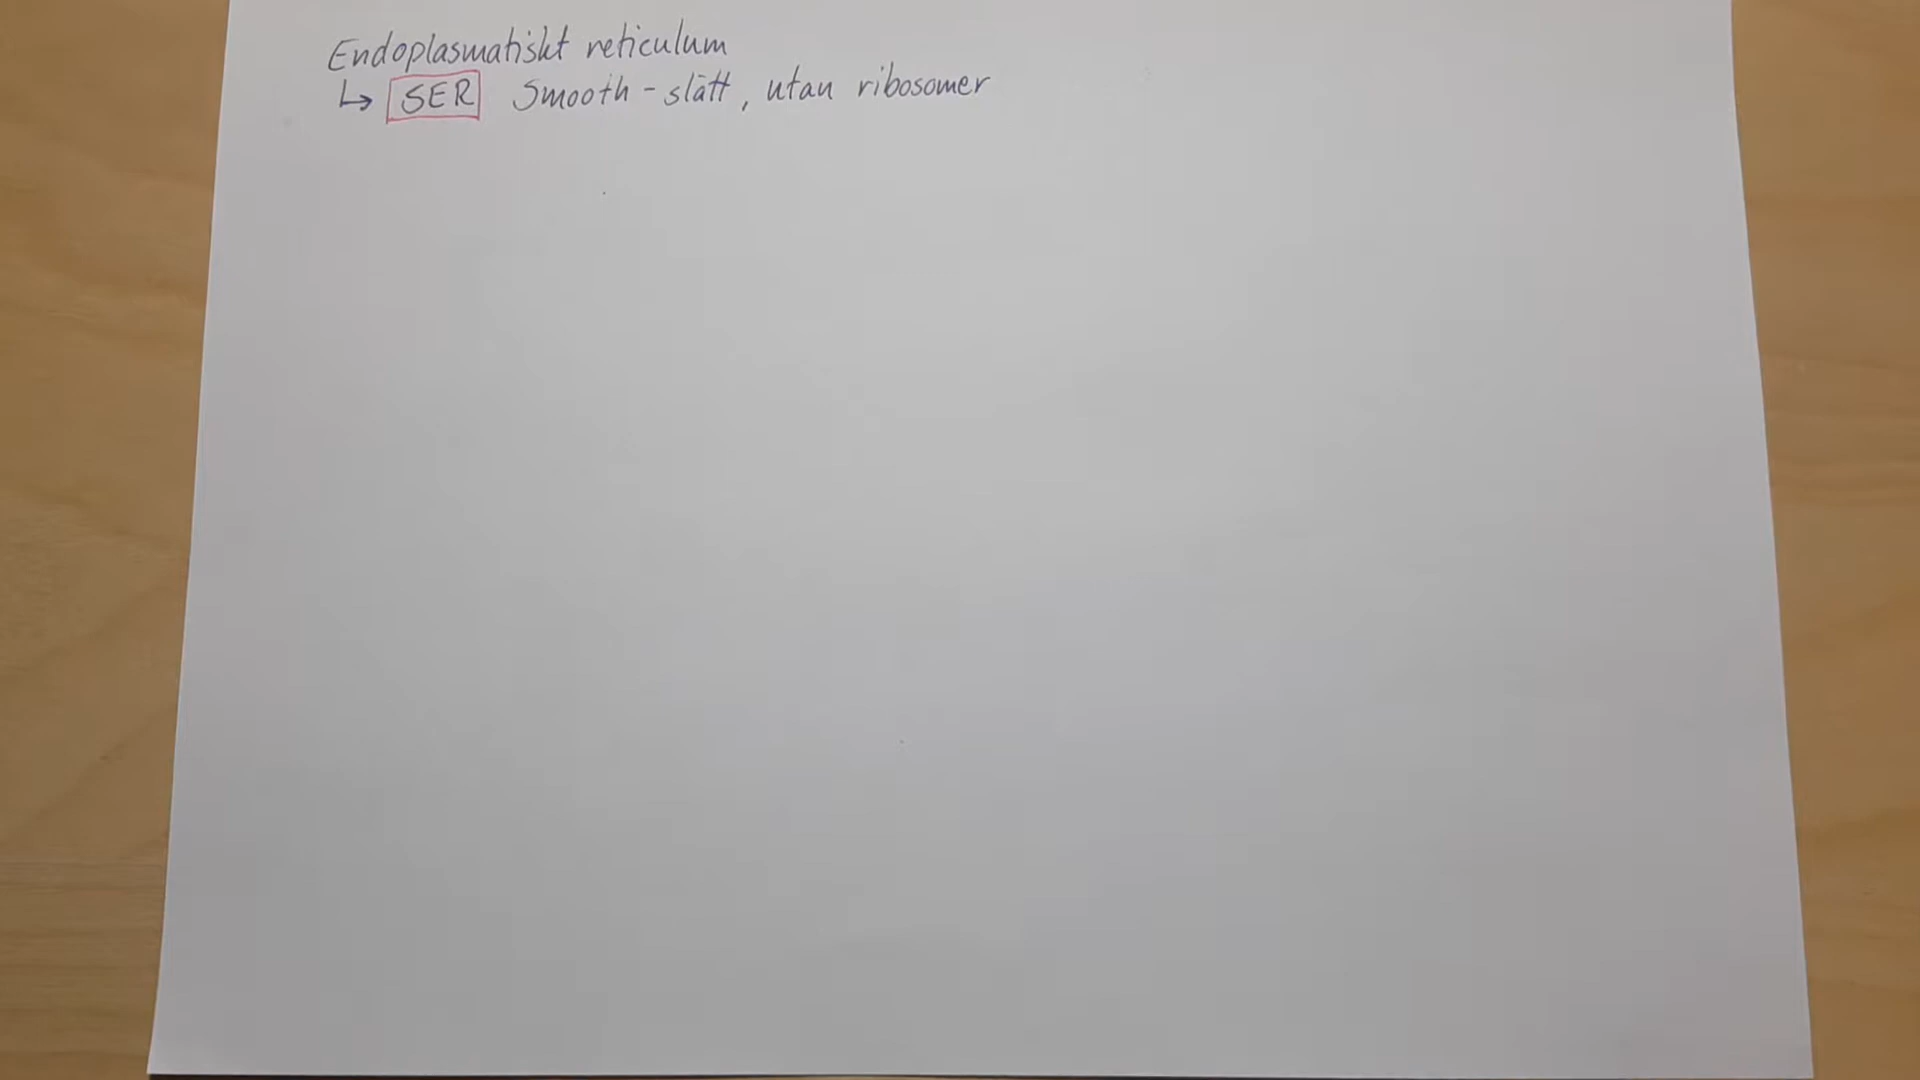 Endoplasmatiskt reticulum
↳ SER Smooth - slätt, utan ribosomer